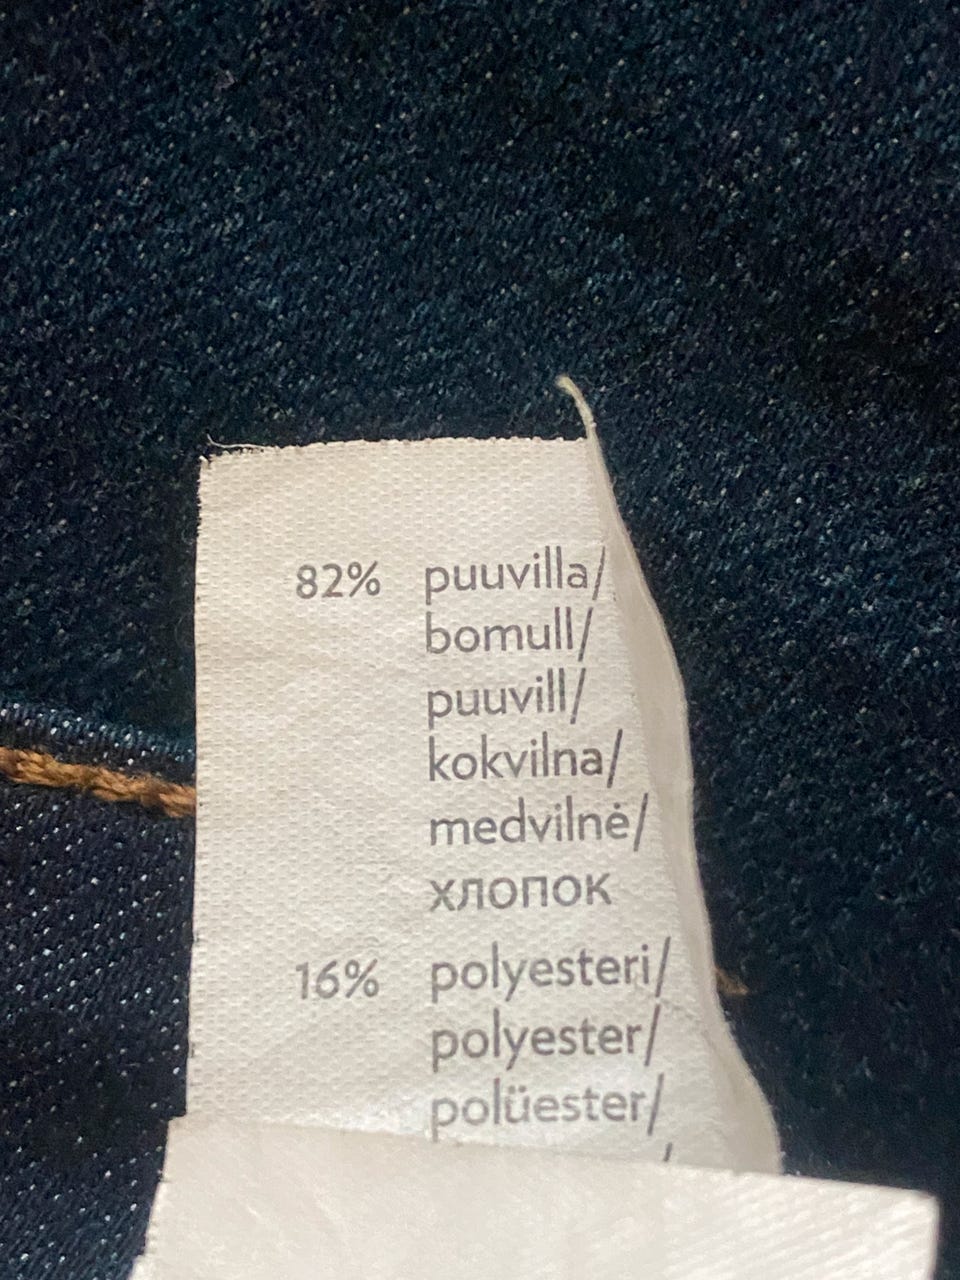 82% puuvilla/
bomull/
puuvill/
kokvilna/
medvilnė/
хлопок
16% polyesteri/
polyester/
polüester/